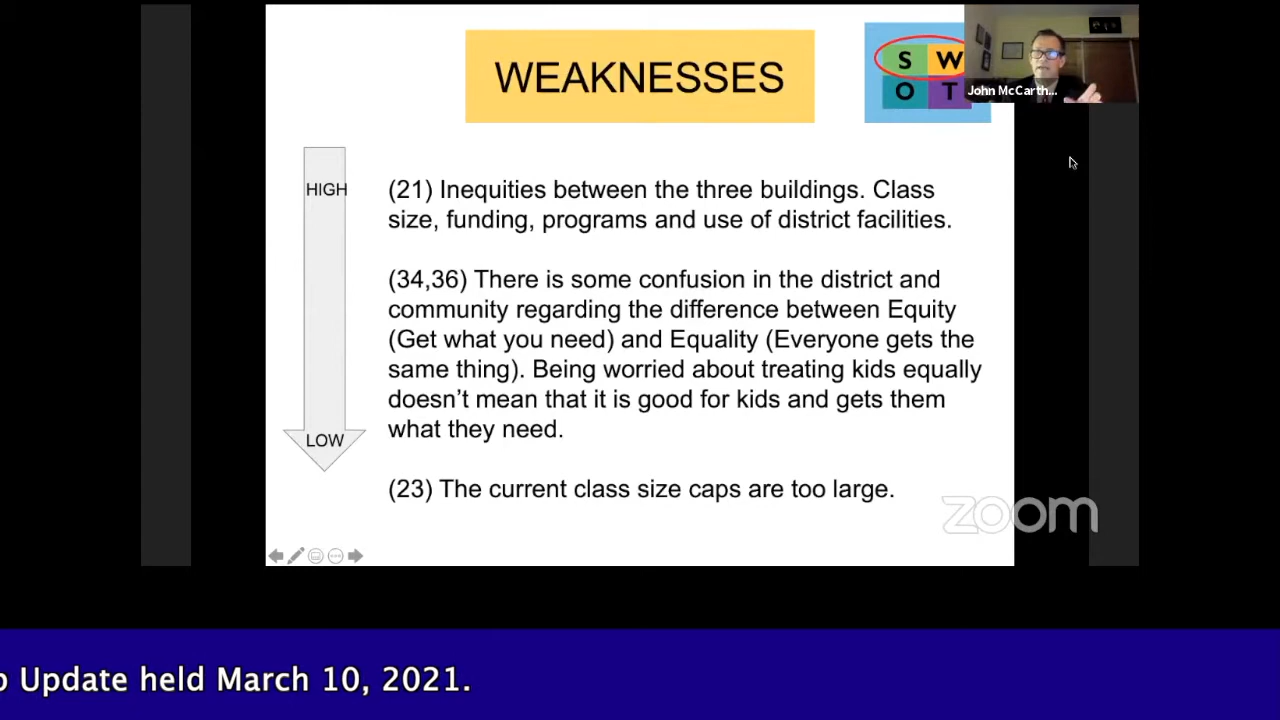 WEAKNESSES
S W
O T
John McCarth...
HIGH
LOW
(21) Inequities between the three buildings. Class
size, funding, programs and use of district facilities.
(34,36) There is some confusion in the district and
community regarding the difference between Equity
(Get what you need) and Equality (Everyone gets the
same thing). Being worried about treating kids equally
doesn’t mean that it is good for kids and gets them
what they need.
(23) The current class size caps are too large.
zoom
Update held March 10, 2021.